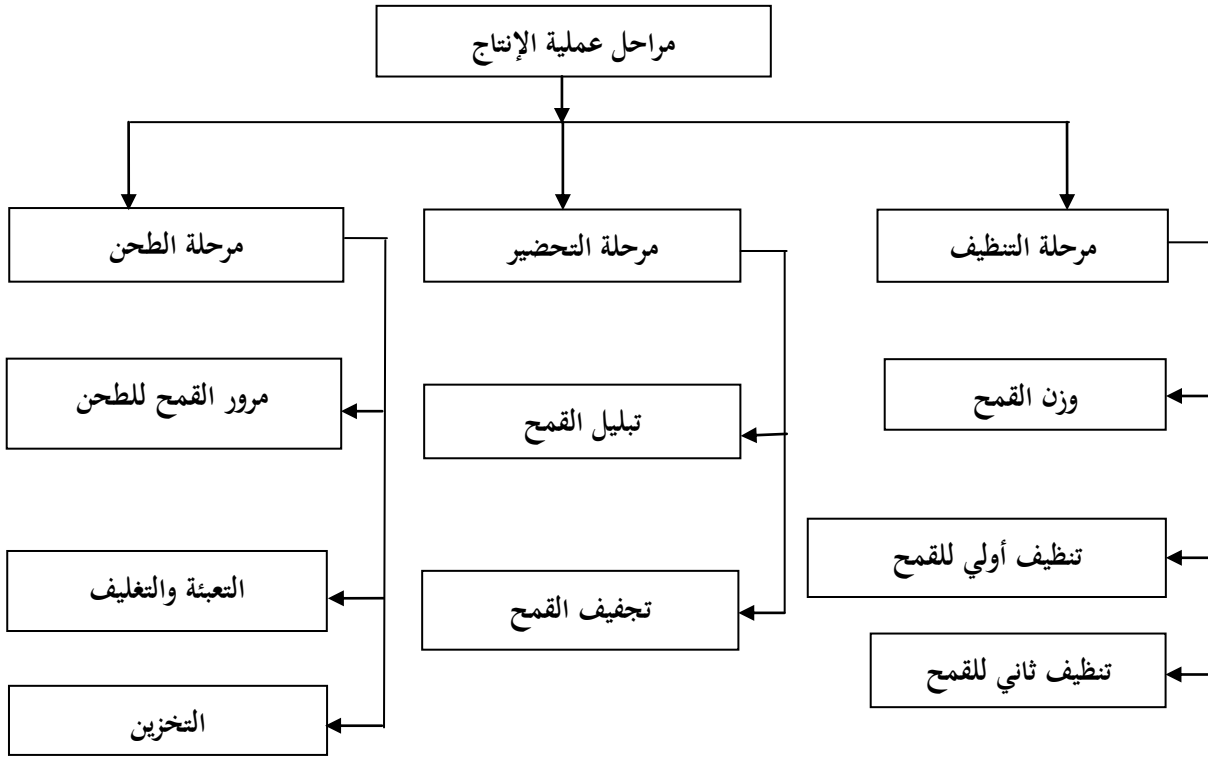 مراحل عملية الإنتاج
مرحلة التنظيف
مرحلة التحضير
مرحلة الطحن
وزن القمح
تنظيف أولي للقمح
تنظيف ثاني للقمح
تبليل القمح
تجفيف القمح
مرور القمح للطحن
التعبئة والتغليف
التخزين